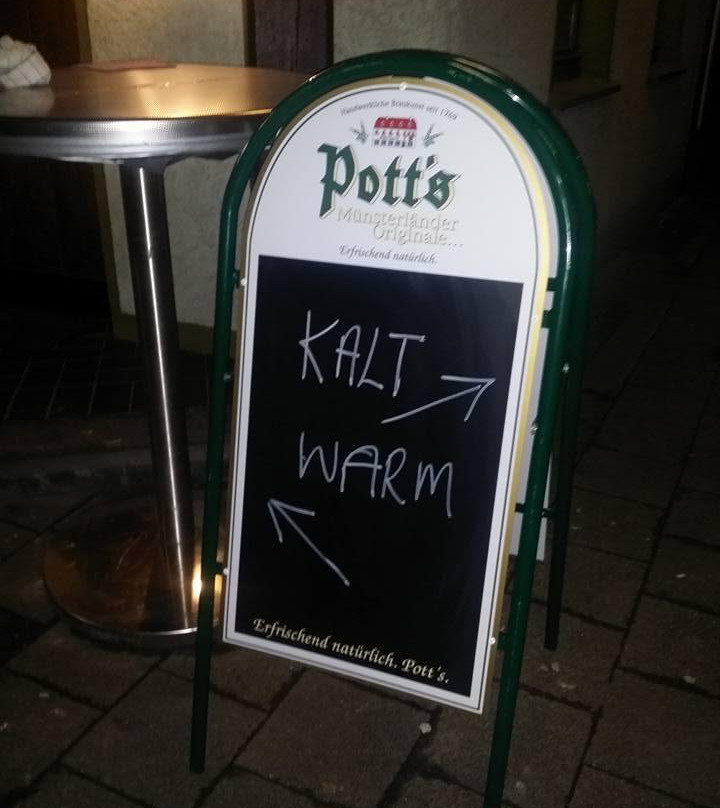 Handwerkliche Braukunst seit 1769
Pott's
Münsterländer
Originale...
Erfrischend natürlich.
KALT
WARM
Erfrischend natürlich. Pott's.